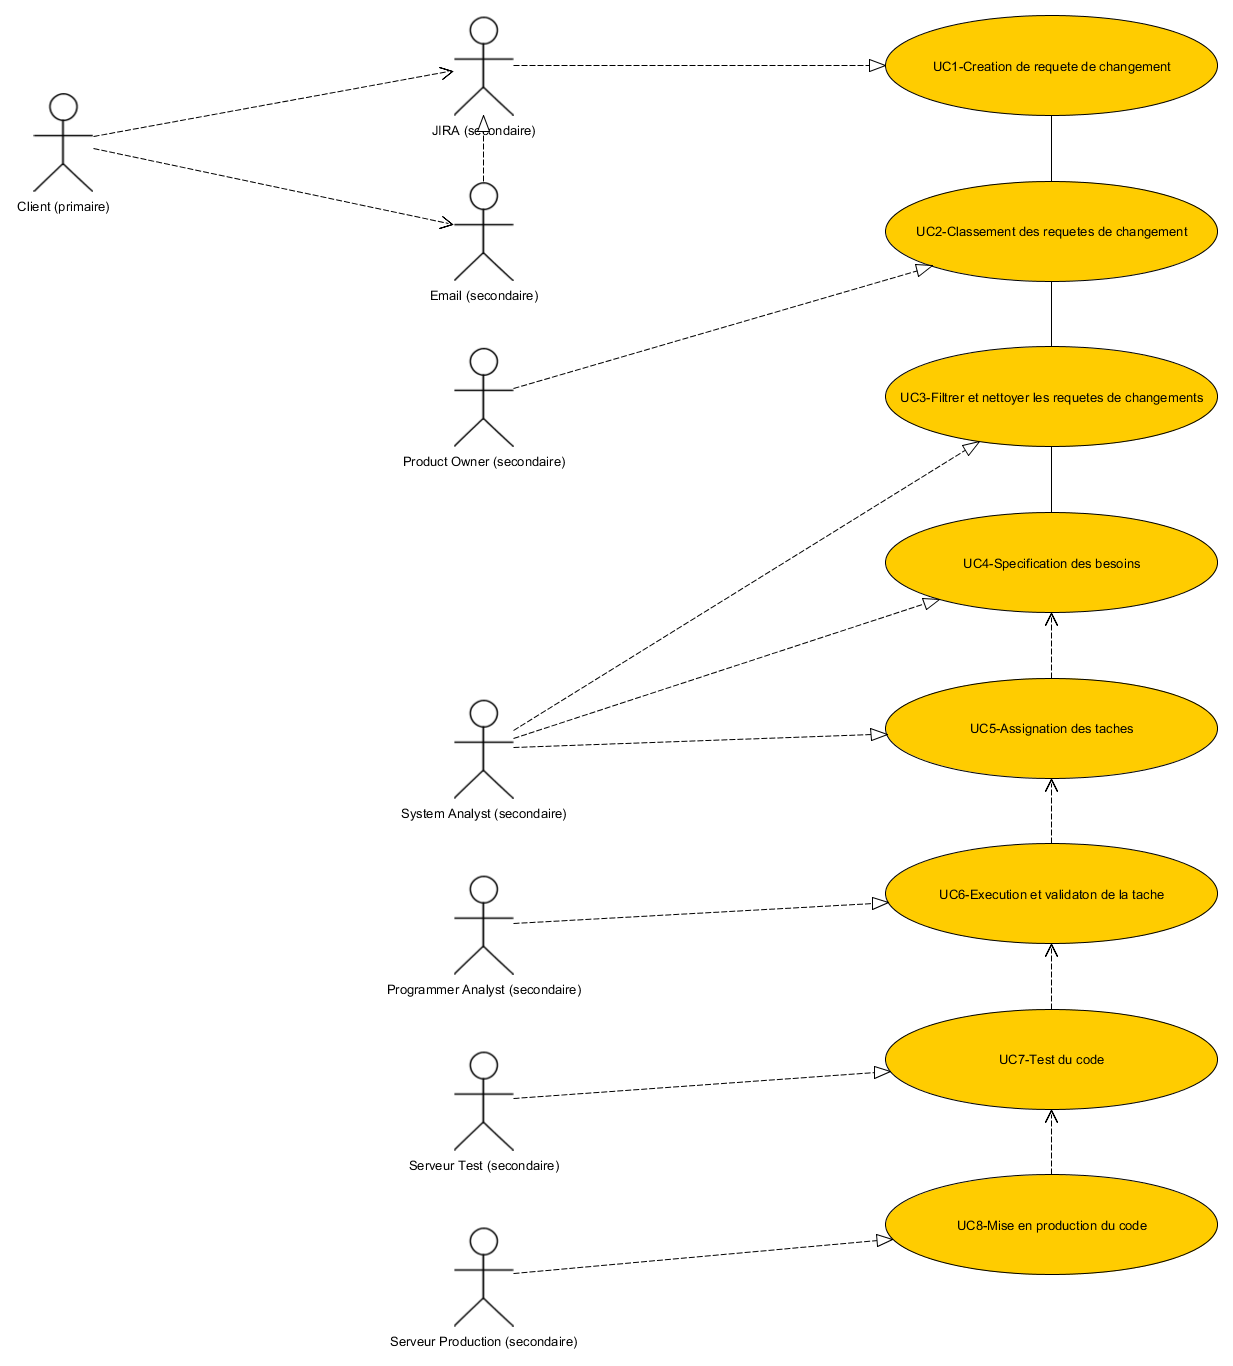 UC1-Creation de requete de changement
JIRA (secondaire)
Client (primaire)
UC2-Classement des requetes de changement
Email (secondaire)
UC3-Filtrer et nettoyer les requetes de changements
Product Owner (secondaire)
UC4-Specification des besoins
UC5-Assignation des taches
System Analyst (secondaire)
UC6-Execution et validaton de la tache
Programmer Analyst (secondaire)
UC7-Test du code
Serveur Test (secondaire)
UC8-Mise en production du code
Serveur Production (secondaire)